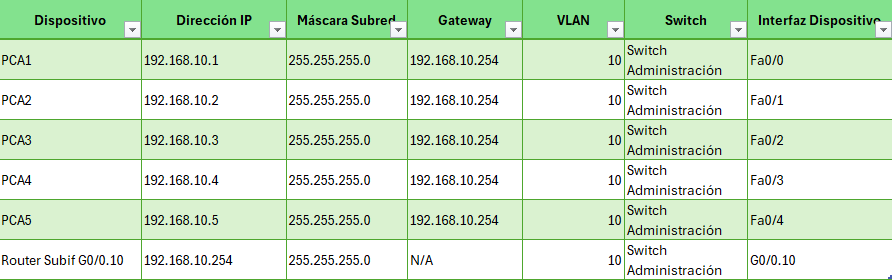 Dispositivo Dirección IP Máscara Subred Gateway VLAN Switch Interfaz Dispositivo
PCA1 192.168.10.1 255.255.255.0 192.168.10.254 10 Switch Administración Fa0/0
PCA2 192.168.10.2 255.255.255.0 192.168.10.254 10 Switch Administración Fa0/1
PCA3 192.168.10.3 255.255.255.0 192.168.10.254 10 Switch Administración Fa0/2
PCA4 192.168.10.4 255.255.255.0 192.168.10.254 10 Switch Administración Fa0/3
PCA5 192.168.10.5 255.255.255.0 192.168.10.254 10 Switch Administración Fa0/4
Router Subif G0/0.10 192.168.10.254 255.255.255.0 N/A 10 Switch Administración G0/0.10